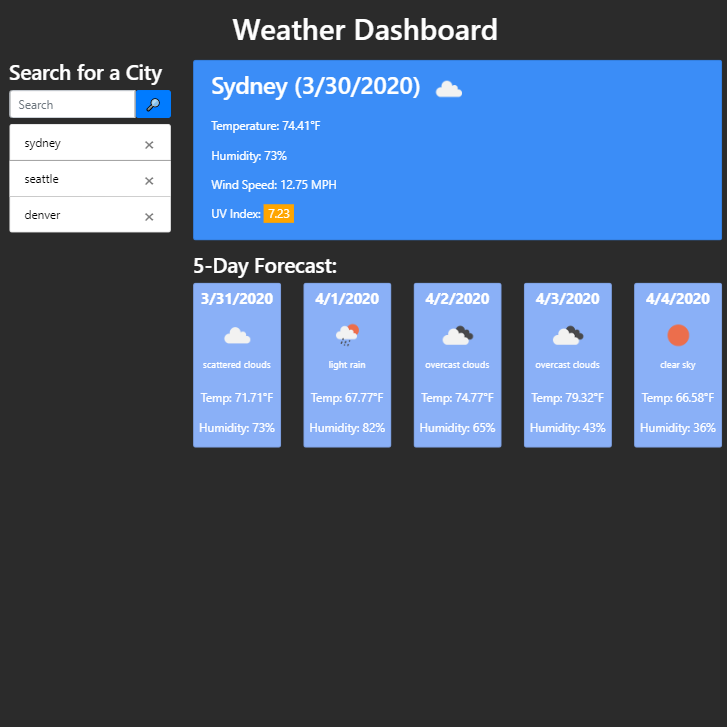 Weather Dashboard
Search for a City
Search
sydney ×
seattle ×
denver ×
Sydney (3/30/2020)
Temperature: 74.41°F
Humidity: 73%
Wind Speed: 12.75 MPH
UV Index: 7.23
5-Day Forecast:
3/31/2020
scattered clouds
Temp: 71.71°F
Humidity: 73%
4/1/2020
light rain
Temp: 67.77°F
Humidity: 82%
4/2/2020
overcast clouds
Temp: 74.77°F
Humidity: 65%
4/3/2020
overcast clouds
Temp: 79.32°F
Humidity: 43%
4/4/2020
clear sky
Temp: 66.58°F
Humidity: 36%